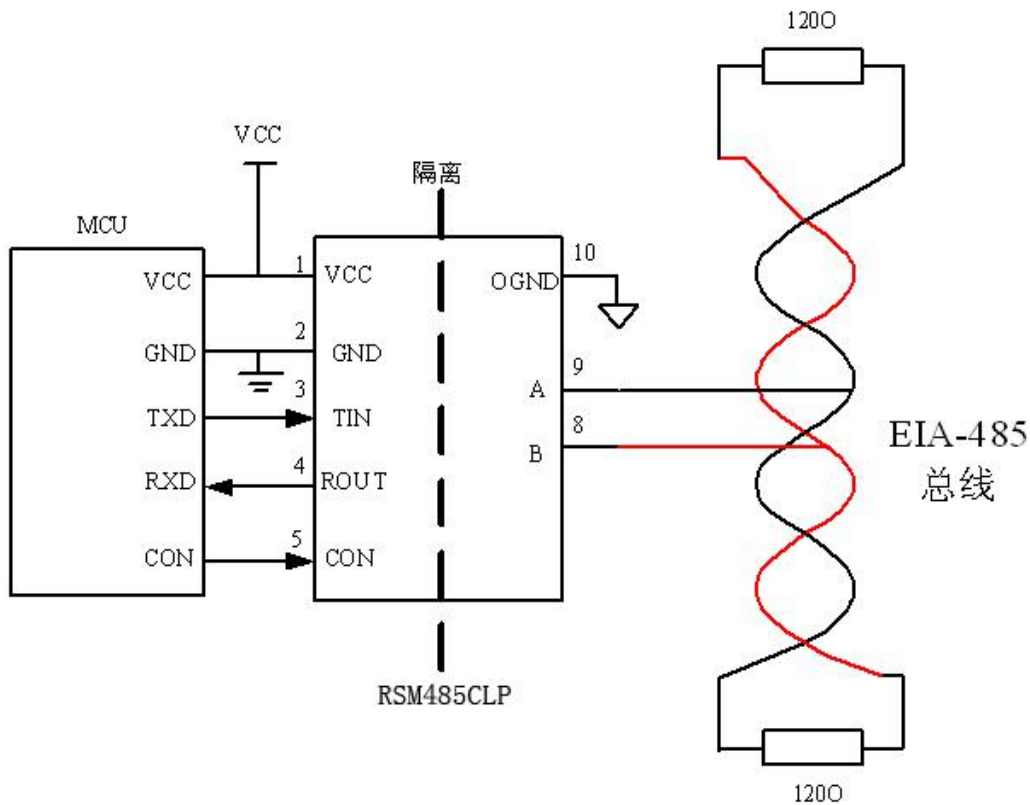 120O
VCC
隔离
MCU
VCC
1
VCC
OGND
10
GND
2
GND
3
TXD
TIN
9
A
RXD
4
ROUT
8
B
EIA-485
总线
CON
5
CON
RSM485CLP
120O